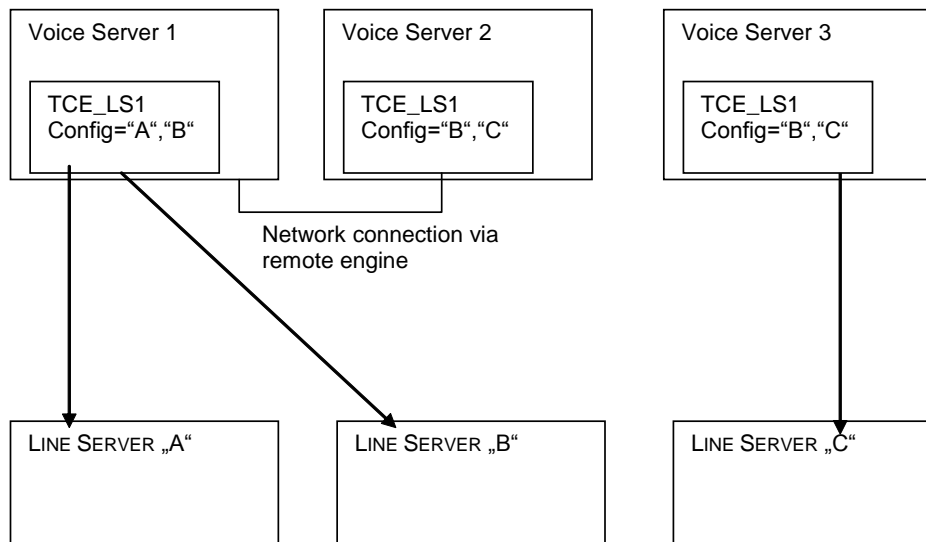 Voice Server 1
Voice Server 2
Voice Server 3
TCE_LS1
Config=“A“,“B“
TCE_LS1
Config=“B“,“C“
TCE_LS1
Config=“B“,“C“
Network connection via
remote engine
LINE SERVER „A“
LINE SERVER „B“
LINE SERVER „C“